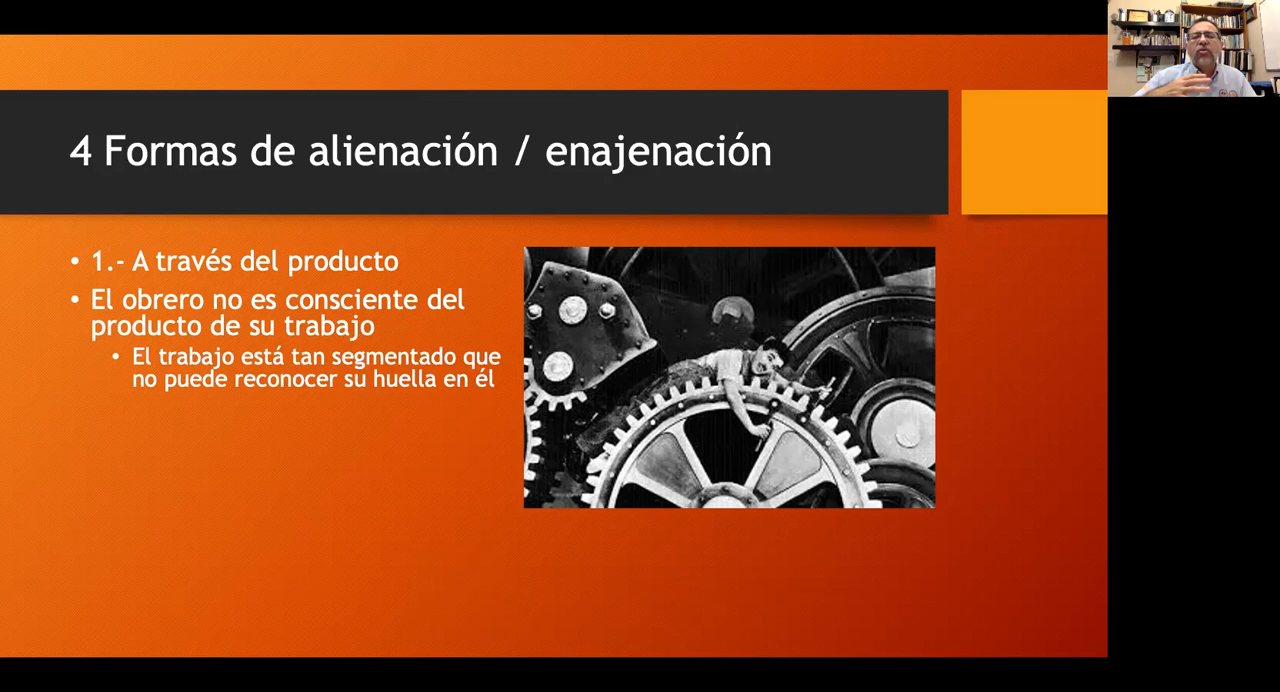 4 Formas de alienación / enajenación
• 1.- A través del producto
• El obrero no es consciente del
producto de su trabajo
• El trabajo está tan segmentado que
no puede reconocer su huella en él